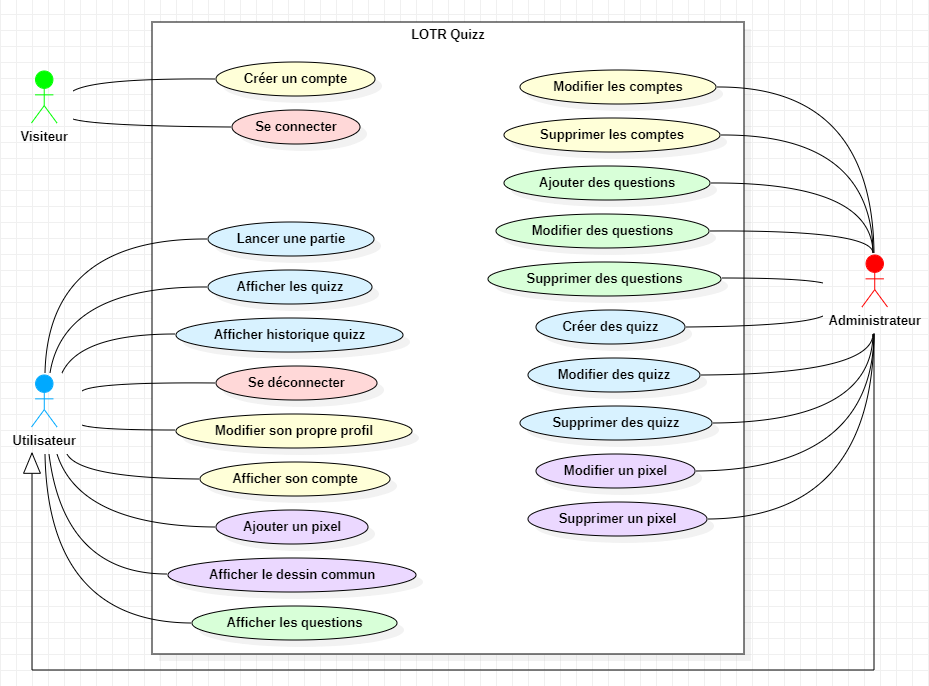 LOTR Quizz
Visiteur
Créer un compte
Se connecter
Lancer une partie
Afficher les quizz
Afficher historique quizz
Se déconnecter
Utilisateur
Modifier son propre profil
Afficher son compte
Ajouter un pixel
Afficher le dessin commun
Afficher les questions
Modifier les comptes
Supprimer les comptes
Ajouter des questions
Modifier des questions
Supprimer des questions
Administrateur
Créer des quizz
Modifier des quizz
Supprimer des quizz
Modifier un pixel
Supprimer un pixel